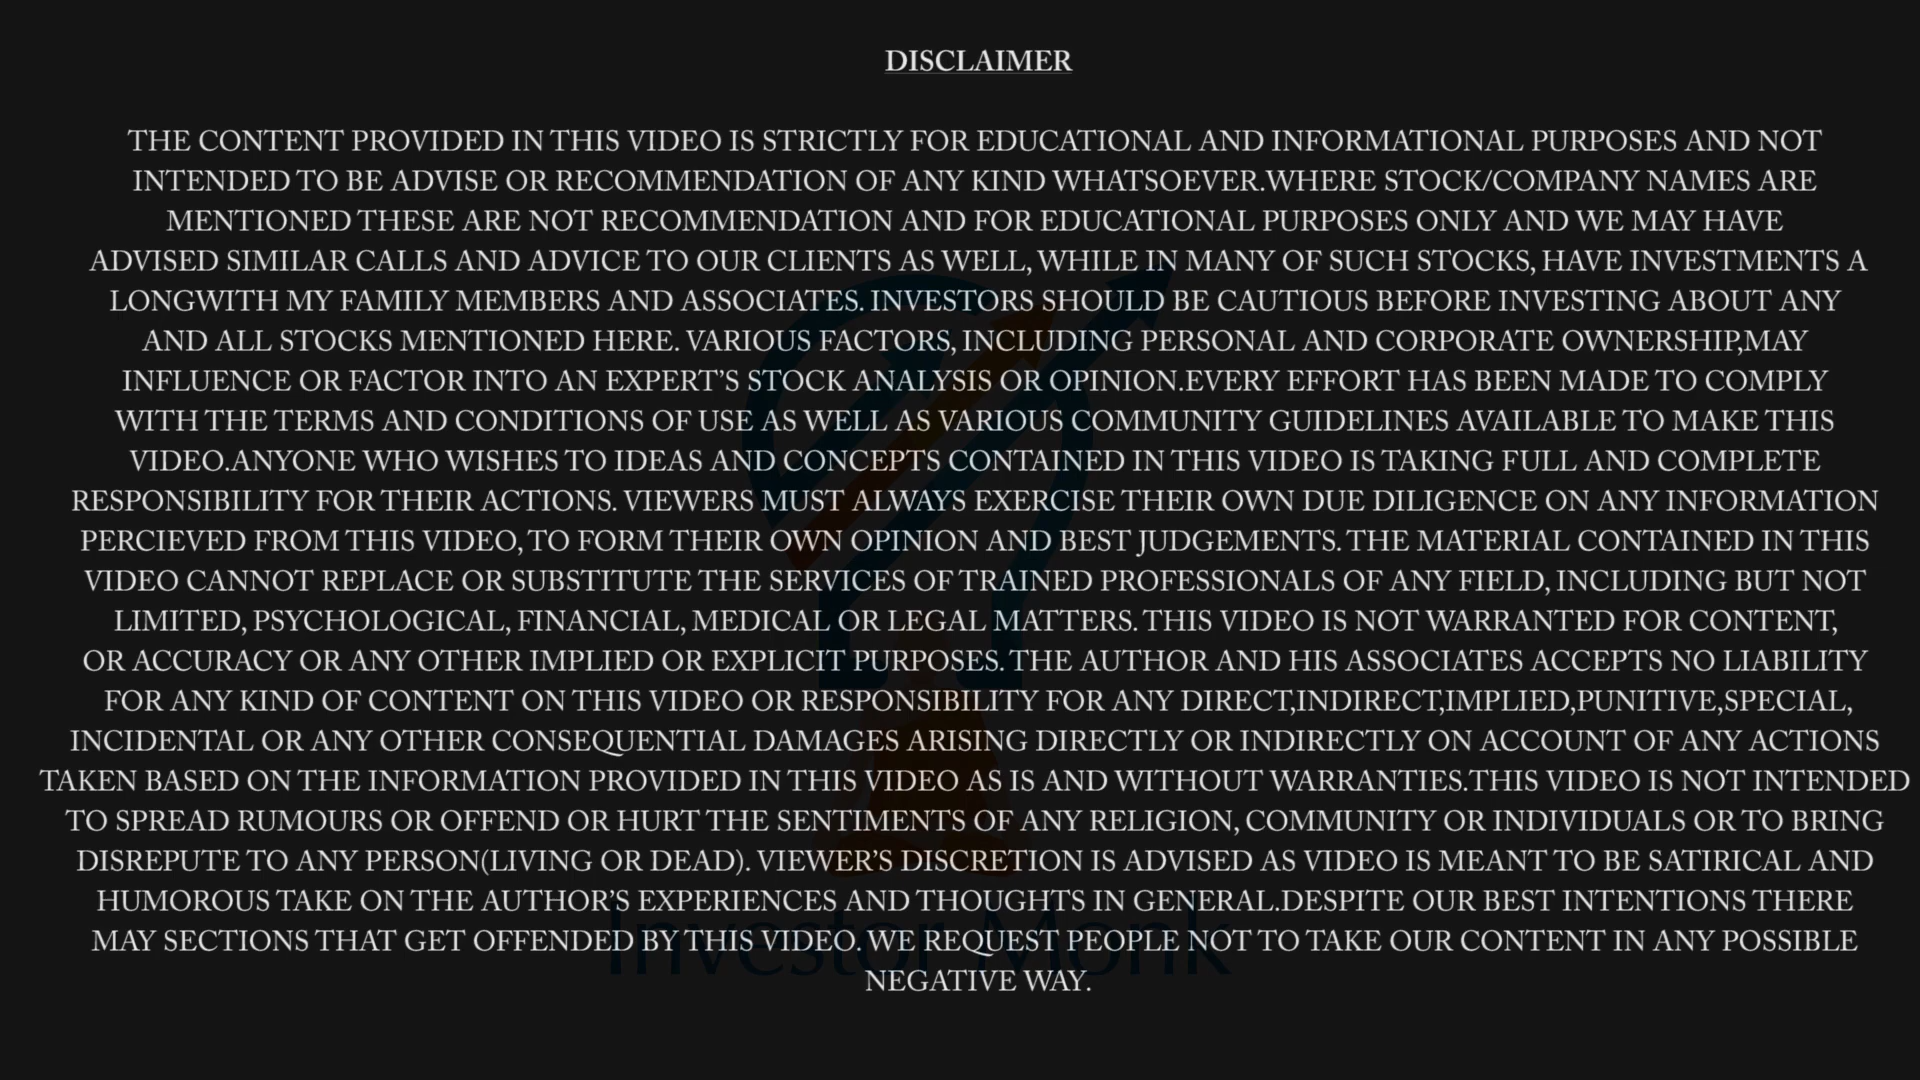 DISCLAIMER
THE CONTENT PROVIDED IN THIS VIDEO IS STRICTLY FOR EDUCATIONAL AND INFORMATIONAL PURPOSES AND NOT
INTENDED TO BE ADVISE OR RECOMMENDATION OF ANY KIND WHATSOEVER.WHERE STOCK/COMPANY NAMES ARE
MENTIONED THESE ARE NOT RECOMMENDATION AND FOR EDUCATIONAL PURPOSES ONLY AND WE MAY HAVE
ADVISED SIMILAR CALLS AND ADVICE TO OUR CLIENTS AS WELL, WHILE IN MANY OF SUCH STOCKS, HAVE INVESTMENTS A
LONGWITH MY FAMILY MEMBERS AND ASSOCIATES. INVESTORS SHOULD BE CAUTIOUS BEFORE INVESTING ABOUT ANY
AND ALL STOCKS MENTIONED HERE. VARIOUS FACTORS, INCLUDING PERSONAL AND CORPORATE OWNERSHIP,MAY
INFLUENCE OR FACTOR INTO AN EXPERT'S STOCK ANALYSIS OR OPINION.EVERY EFFORT HAS BEEN MADE TO COMPLY
WITH THE TERMS AND CONDITIONS OF USE AS WELL AS VARIOUS COMMUNITY GUIDELINES AVAILABLE TO MAKE THIS
VIDEO.ANYONE WHO WISHES TO IDEAS AND CONCEPTS CONTAINED IN THIS VIDEO IS TAKING FULL AND COMPLETE
RESPONSIBILITY FOR THEIR ACTIONS. VIEWERS MUST ALWAYS EXERCISE THEIR OWN DUE DILIGENCE ON ANY INFORMATION
PERCIEVED FROM THIS VIDEO, TO FORM THEIR OWN OPINION AND BEST JUDGEMENTS. THE MATERIAL CONTAINED IN THIS
VIDEO CANNOT REPLACE OR SUBSTITUTE THE SERVICES OF TRAINED PROFESSIONALS OF ANY FIELD, INCLUDING BUT NOT
LIMITED, PSYCHOLOGICAL, FINANCIAL, MEDICAL OR LEGAL MATTERS. THIS VIDEO IS NOT WARRANTED FOR CONTENT,
OR ACCURACY OR ANY OTHER IMPLIED OR EXPLICIT PURPOSES. THE AUTHOR AND HIS ASSOCIATES ACCEPTS NO LIABILITY
FOR ANY KIND OF CONTENT ON THIS VIDEO OR RESPONSIBILITY FOR ANY DIRECT,INDIRECT,IMPLIED,PUNITIVE,SPECIAL,
INCIDENTAL OR ANY OTHER CONSEQUENTIAL DAMAGES ARISING DIRECTLY OR INDIRECTLY ON ACCOUNT OF ANY ACTIONS
TAKEN BASED ON THE INFORMATION PROVIDED IN THIS VIDEO AS IS AND WITHOUT WARRANTIES.THIS VIDEO IS NOT INTENDED
TO SPREAD RUMOURS OR OFFEND OR HURT THE SENTIMENTS OF ANY RELIGION, COMMUNITY OR INDIVIDUALS OR TO BRING
DISREPUTE TO ANY PERSON(LIVING OR DEAD). VIEWER'S DISCRETION IS ADVISED AS VIDEO IS MEANT TO BE SATIRICAL AND
HUMOROUS TAKE ON THE AUTHOR'S EXPERIENCES AND THOUGHTS IN GENERAL.DESPITE OUR BEST INTENTIONS THERE
MAY SECTIONS THAT GET OFFENDED BY THIS VIDEO. WE REQUEST PEOPLE NOT TO TAKE OUR CONTENT IN ANY POSSIBLE
NEGATIVE WAY.
Investor Monk